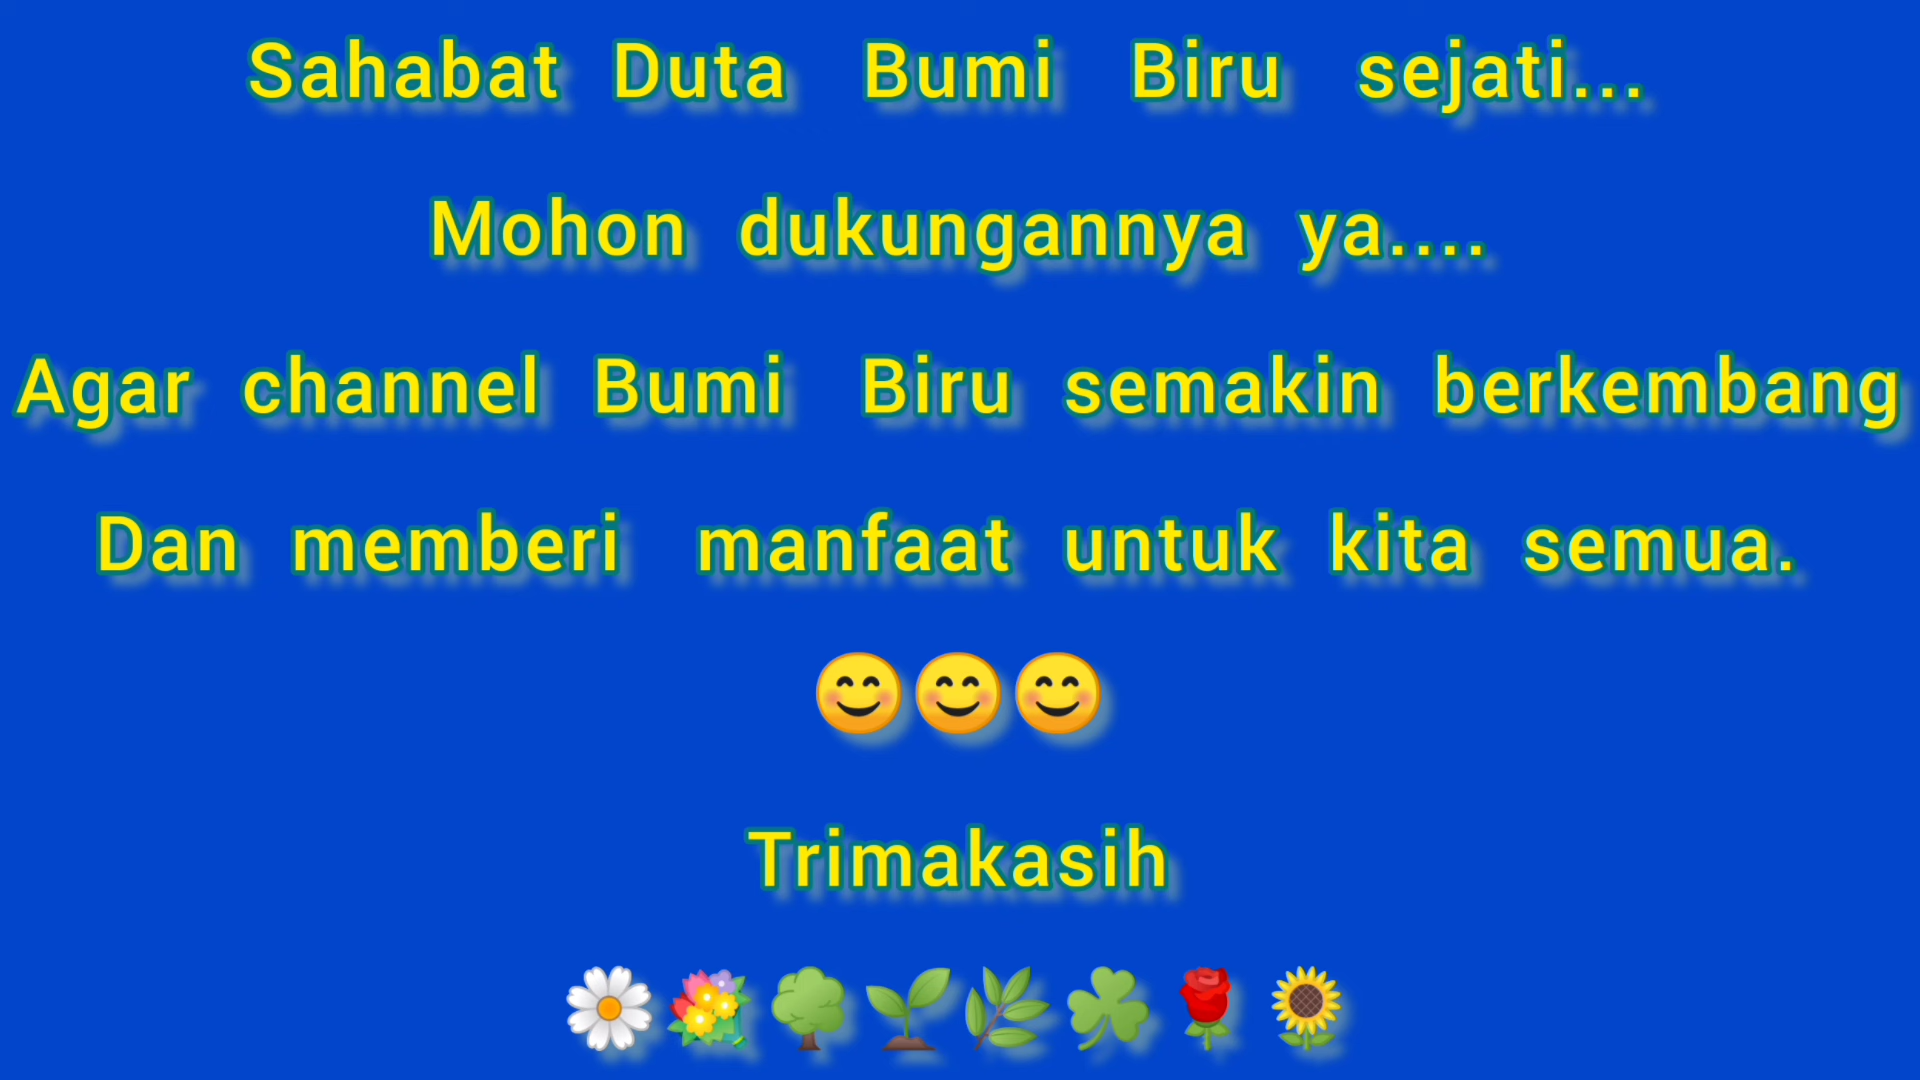 Sahabat Duta Bumi Biru sejati...
Mohon dukungannya ya....
Agar channel Bumi Biru semakin berkembang
Dan memberi manfaat untuk kita semua.
😊😊😊
Trimakasih
🌼💐🌳🌱🌿☘️🌹🌻